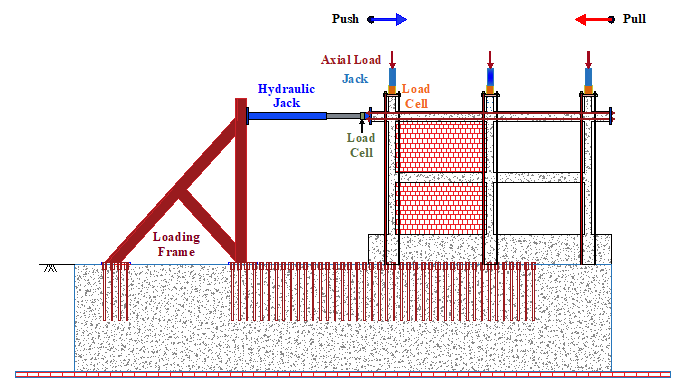 Push
Pull
Axial Load
Jack
Hydraulic
Jack
Load
Cell
Load
Cell
Loading
Frame